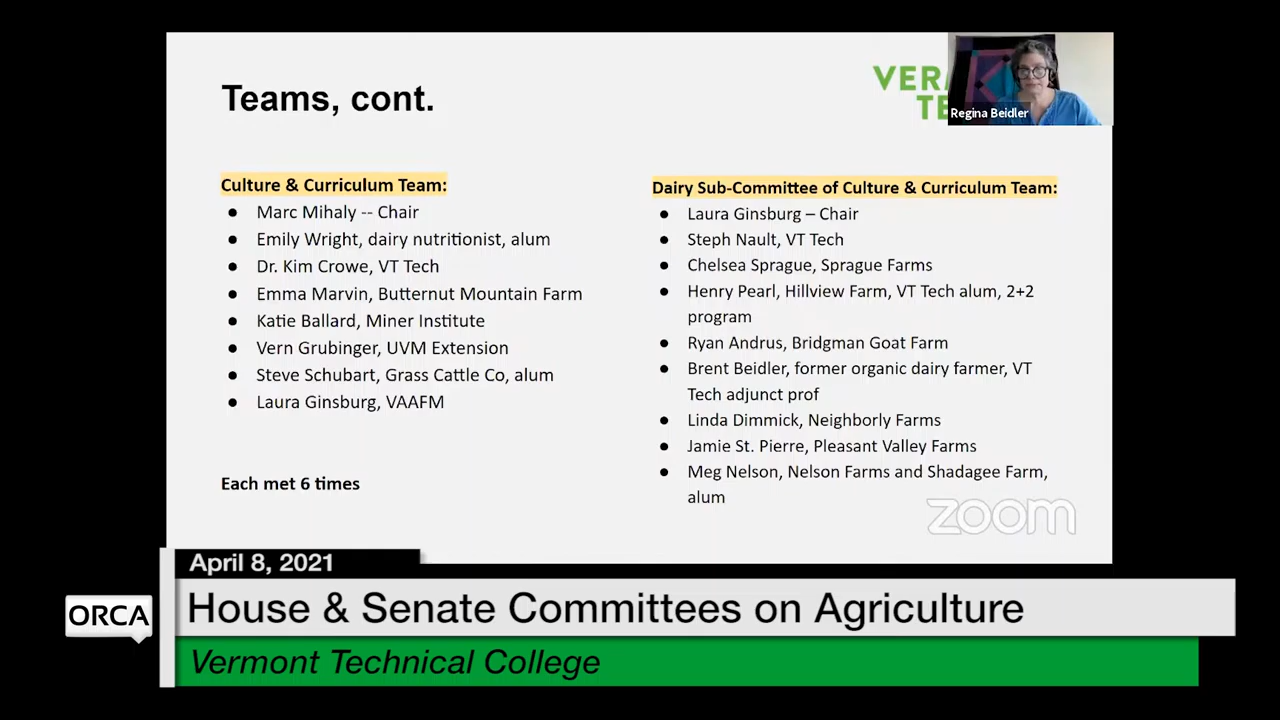 Teams, cont.
VER
TE
Regina Beidler
Culture & Curriculum Team:
● Marc Mihaly -- Chair
● Emily Wright, dairy nutritionist, alum
● Dr. Kim Crowe, VT Tech
● Emma Marvin, Butternut Mountain Farm
● Katie Ballard, Miner Institute
● Vern Grubinger, UVM Extension
● Steve Schubart, Grass Cattle Co, alum
● Laura Ginsburg, VAAFM
Each met 6 times
Dairy Sub-Committee of Culture & Curriculum Team:
● Laura Ginsburg – Chair
● Steph Nault, VT Tech
● Chelsea Sprague, Sprague Farms
● Henry Pearl, Hillview Farm, VT Tech alum, 2+2
program
● Ryan Andrus, Bridgman Goat Farm
● Brent Beidler, former organic dairy farmer, VT
Tech adjunct prof
● Linda Dimmick, Neighborly Farms
● Jamie St. Pierre, Pleasant Valley Farms
● Meg Nelson, Nelson Farms and Shadagee Farm,
alum
zoom
April 8, 2021
ORCA
House & Senate Committees on Agriculture
Vermont Technical College